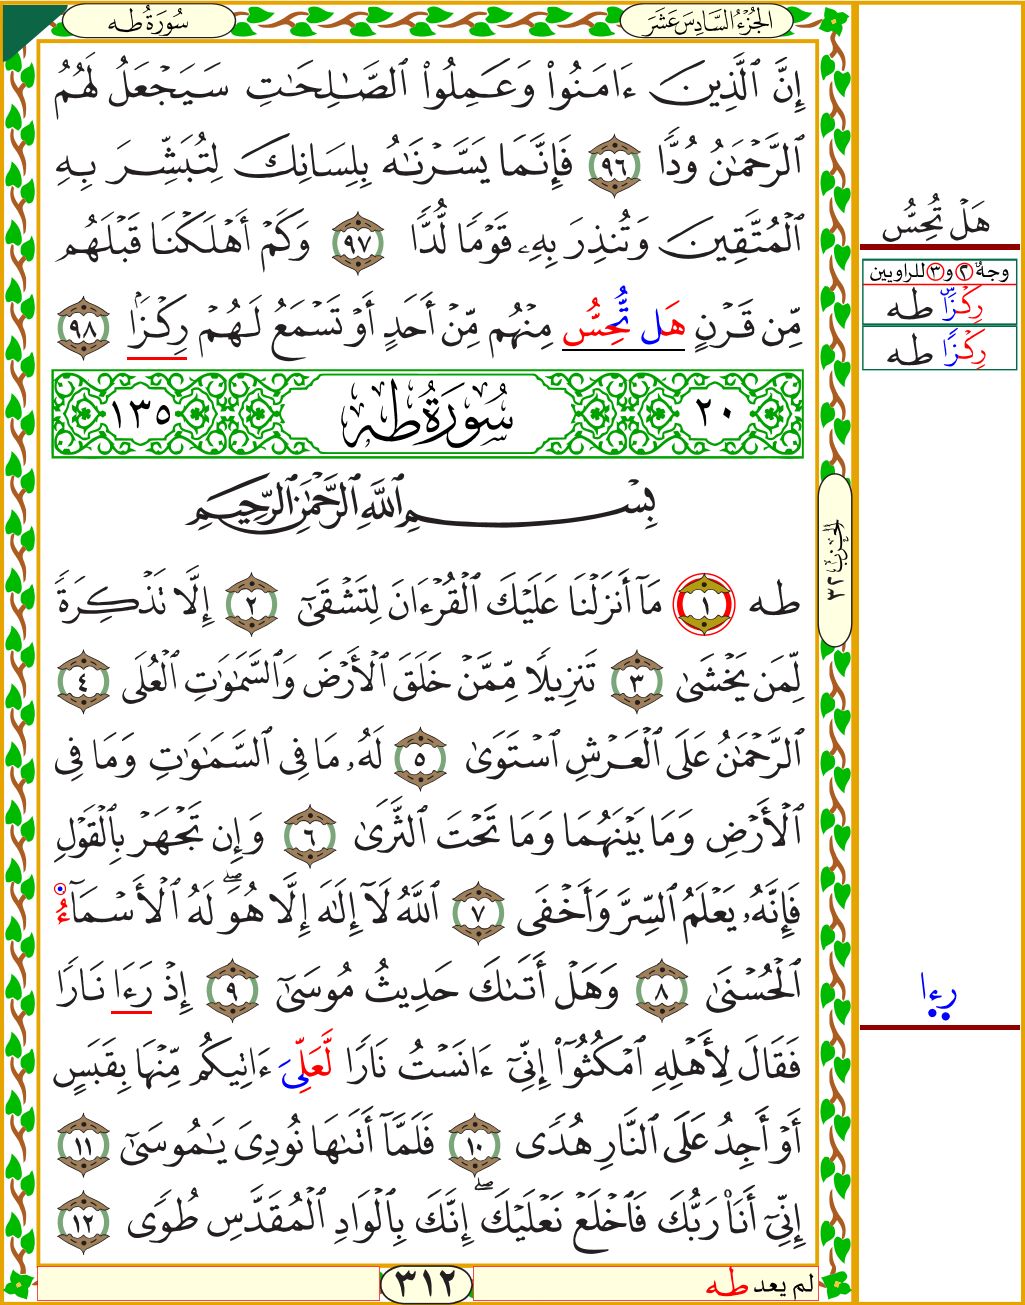 الجُزْءُ السَّادِسَ عَشَرَ
سُورَةُ طه
إِنَّ ٱلَّذِينَ ءَامَنُوا۟ وَعَمِلُوا۟ ٱلصَّـٰلِحَـٰتِ سَيَجْعَلُ لَهُمُ
ٱلرَّحْمَـٰنُ وُدًّا ٩٦ فَإِنَّمَا يَسَّرْنَـٰهُ بِلِسَانِكَ لِتُبَشِّرَ بِهِ
ٱلْمُتَّقِينَ وَتُنذِرَ بِهِۦ قَوْمًا لُّدًّا ٩٧ وَكَمْ أَهْلَكْنَا قَبْلَهُم
مِّن قَرْنٍ هَل تُّحِسُّ مِنْهُم مِّنْ أَحَدٍ أَوْ تَسْمَعُ لَهُمْ رِكْزًا ٩٨
٢٠ سُورَةُ طه ١٣٥
بِسْمِ ٱللَّهِ ٱلرَّحْمَـٰنِ ٱلرَّحِيمِ
طه ١ مَآ أَنزَلْنَا عَلَيْكَ ٱلْقُرْءَانَ لِتَشْقَىٰٓ ٢ إِلَّا تَذْكِرَةً
لِّمَن يَخْشَىٰ ٣ تَنزِيلًا مِّمَّنْ خَلَقَ ٱلْأَرْضَ وَٱلسَّمَـٰوَٰتِ ٱلْعُلَى ٤
ٱلرَّحْمَـٰنُ عَلَى ٱلْعَرْشِ ٱسْتَوَىٰ ٥ لَهُۥ مَا فِى ٱلسَّمَـٰوَٰتِ وَمَا فِى
ٱلْأَرْضِ وَمَا بَيْنَهُمَا وَمَا تَحْتَ ٱلثَّرَىٰ ٦ وَإِن تَجْهَرْ بِٱلْقَوْلِ
فَإِنَّهُۥ يَعْلَمُ ٱلسِّرَّ وَأَخْفَى ٧ ٱللَّهُ لَآ إِلَـٰهَ إِلَّا هُوَ ۖ لَهُ ٱلْأَسْمَآءُ
ٱلْحُسْنَىٰ ٨ وَهَلْ أَتَىٰكَ حَدِيثُ مُوسَىٰٓ ٩ إِذْ رَءَا نَارًا
فَقَالَ لِأَهْلِهِ ٱمْكُثُوٓا۟ إِنِّىٓ ءَانَسْتُ نَارًا لَّعَلِّىَ ءَاتِيكُم مِّنْهَا بِقَبَسٍ
أَوْ أَجِدُ عَلَى ٱلنَّارِ هُدًى ١٠ فَلَمَّآ أَتَىٰهَا نُودِىَ يَـٰمُوسَىٰٓ ١١
إِنِّىٓ أَنَا۠ رَبُّكَ فَٱخْلَعْ نَعْلَيْكَ ۖ إِنَّكَ بِٱلْوَادِ ٱلْمُقَدَّسِ طُوًى ١٢
هَلْ تُحِسُّ
وجهٌ ٢ و ٣ للراويين
رِكْزًا طه
رِكْزًا طه
الحِزْبُ ٣٢
رِءا
لم يعد طه
٣١٢